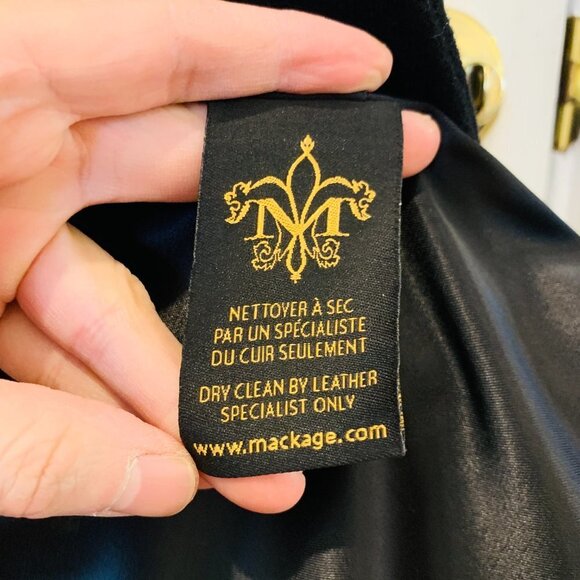 M
NETTOYER À SEC
PAR UN SPÉCIALISTE
DU CUIR SEULEMENT
DRY CLEAN BY LEATHER
SPECIALIST ONLY
www.mackage.com